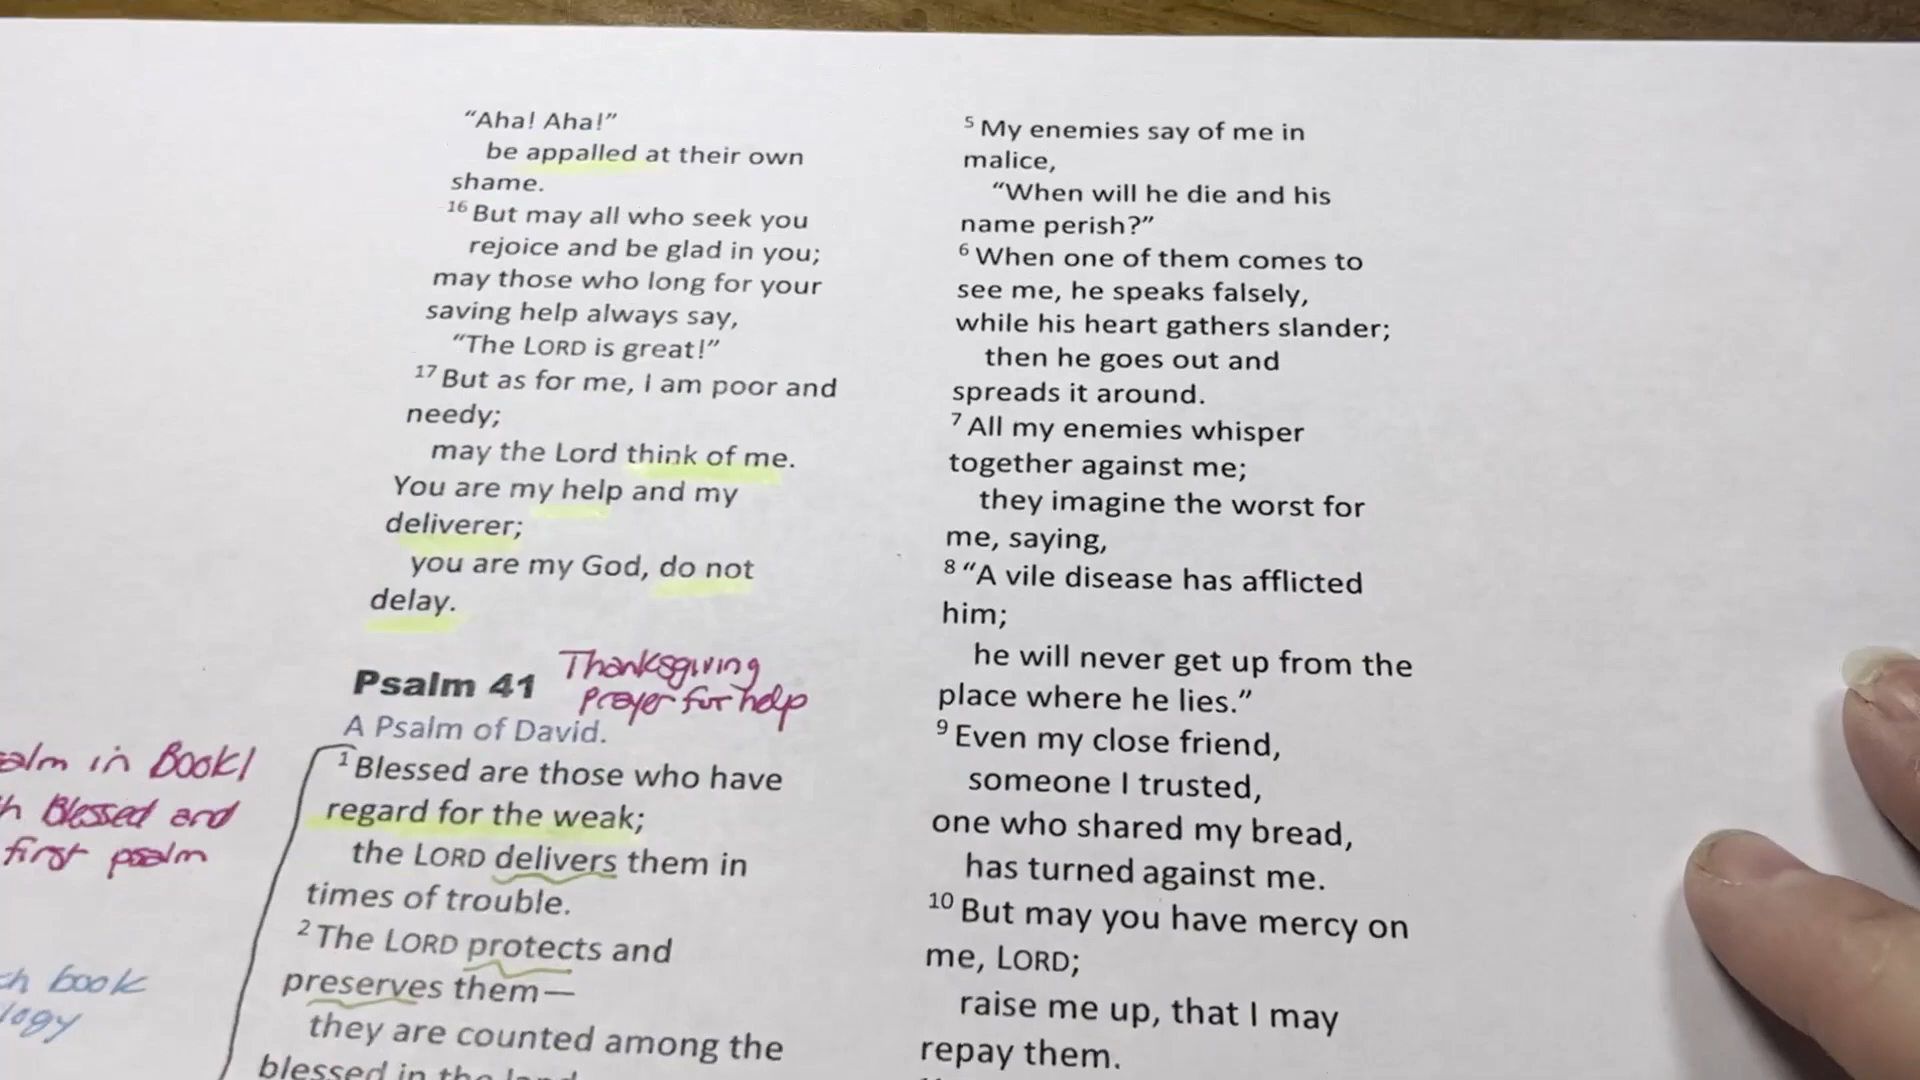 “Aha! Aha!”
be appalled at their own
shame.
16 But may all who seek you
rejoice and be glad in you;
may those who long for your
saving help always say,
“The LORD is great!”
17 But as for me, I am poor and
needy;
may the Lord think of me.
You are my help and my
deliverer;
you are my God, do not
delay.
Psalm 41
Thanksgiving
Prayer for help
A Psalm of David.
1 Blessed are those who have
regard for the weak;
the LORD delivers them in
times of trouble.
2 The LORD protects and
preserves them—
they are counted among the
blessed in the land
in Book 1
Blessed and
first psalm
book
5 My enemies say of me in
malice,
“When will he die and his
name perish?”
6 When one of them comes to
see me, he speaks falsely,
while his heart gathers slander;
then he goes out and
spreads it around.
7 All my enemies whisper
together against me;
they imagine the worst for
me, saying,
8 “A vile disease has afflicted
him;
he will never get up from the
place where he lies.”
9 Even my close friend,
someone I trusted,
one who shared my bread,
has turned against me.
10 But may you have mercy on
me, LORD;
raise me up, that I may
repay them.